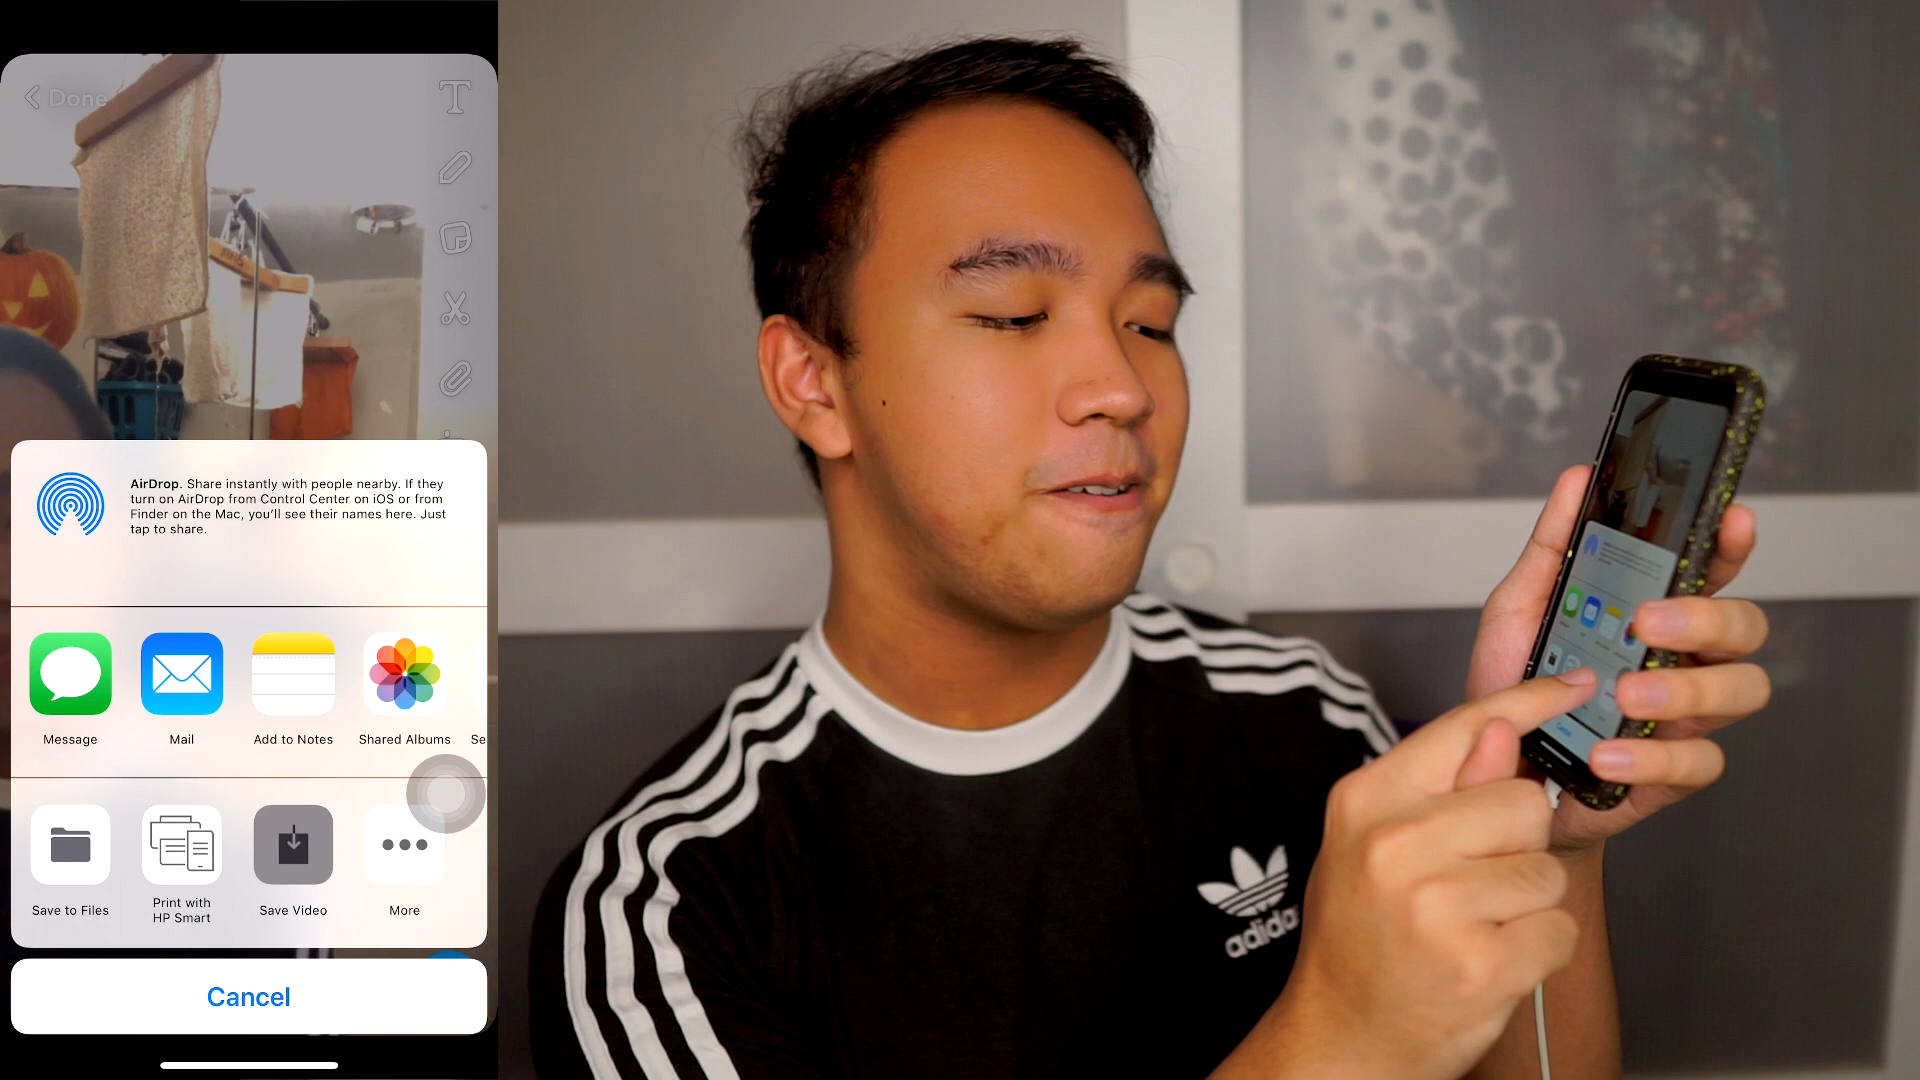 Done
T
AirDrop. Share instantly with people nearby. If they
turn on AirDrop from Control Center on iOS or from
Finder on the Mac, you'll see their names here. Just
tap to share.
Message
Mail
Add to Notes
Shared Albums
Se
Save to Files
Print with
HP Smart
Save Video
More
Cancel
adidas